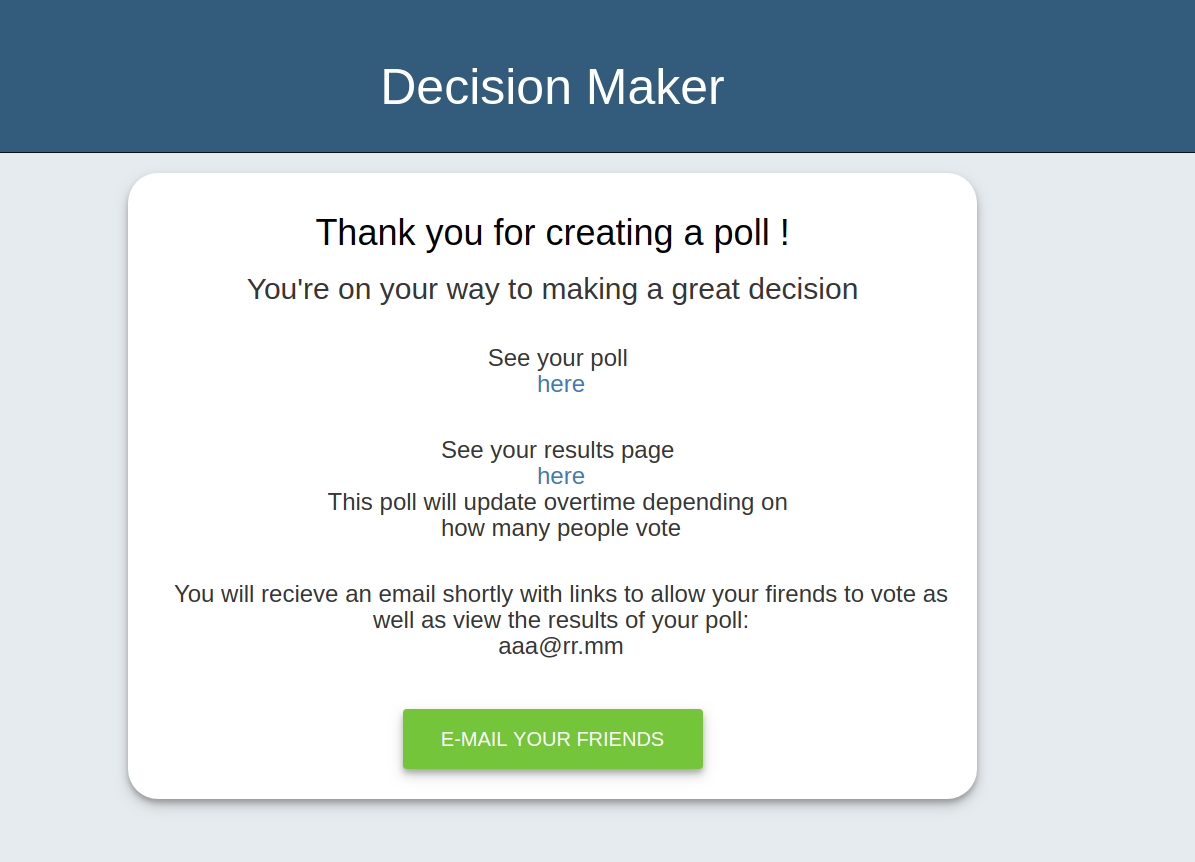 Decision Maker
Thank you for creating a poll !
You're on your way to making a great decision
See your poll
here
See your results page
here
This poll will update overtime depending on
how many people vote
You will recieve an email shortly with links to allow your firends to vote as
well as view the results of your poll:
aaa@rr.mm
E-MAIL YOUR FRIENDS